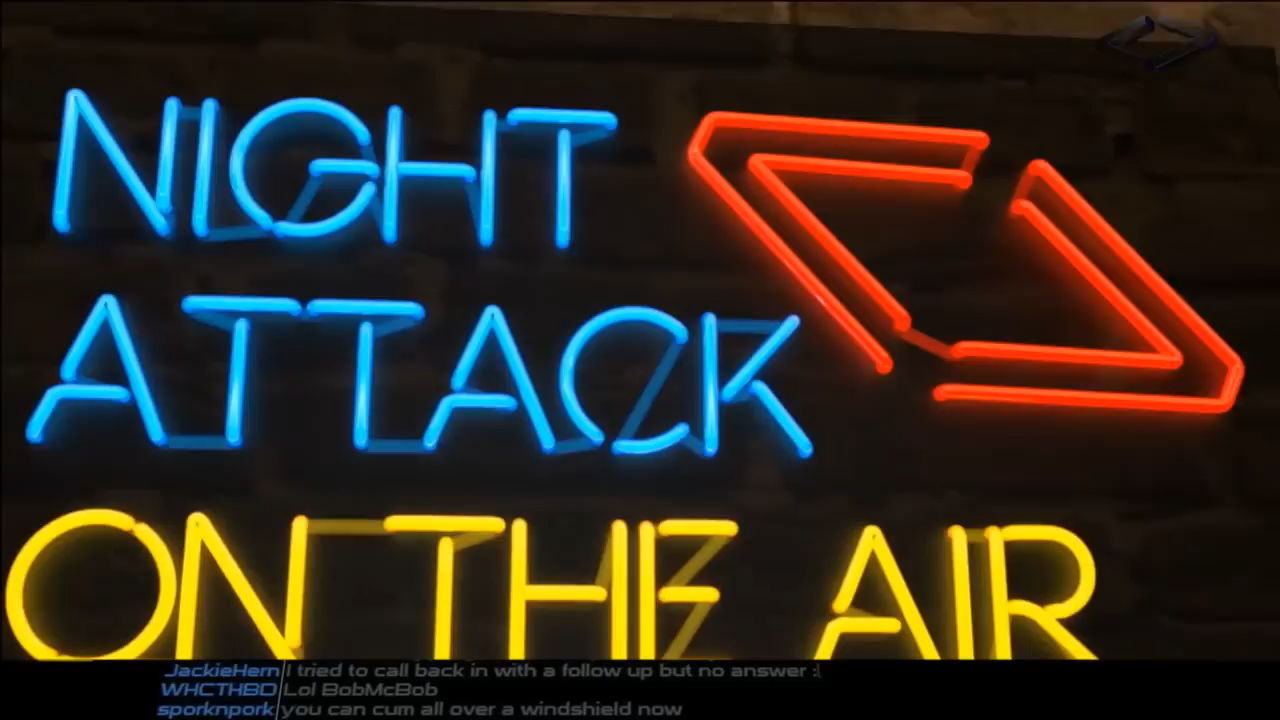 NIGHT
ATTACK
ON THE AIR
JackieHern I tried to call back in with a follow up but no answer :\
WHCTHBD Lol BobMcBob
sporknpork you can cum all over a windshield now